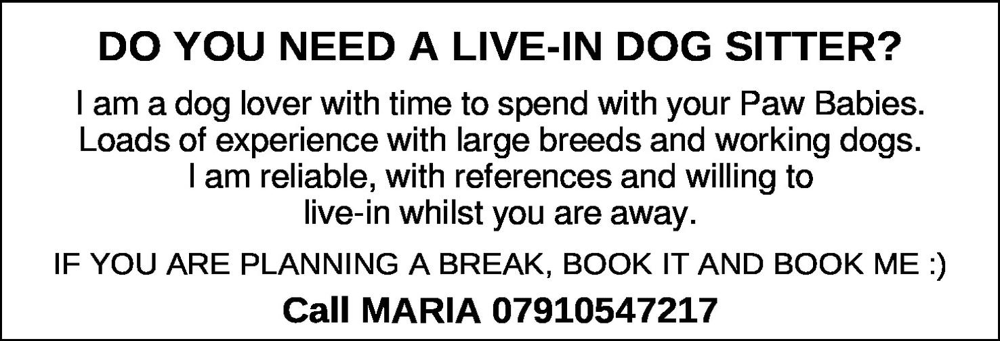 DO YOU NEED A LIVE-IN DOG SITTER?
I am a dog lover with time to spend with your Paw Babies.
Loads of experience with large breeds and working dogs.
I am reliable, with references and willing to
live-in whilst you are away.
IF YOU ARE PLANNING A BREAK, BOOK IT AND BOOK ME :)
Call MARIA 07910547217